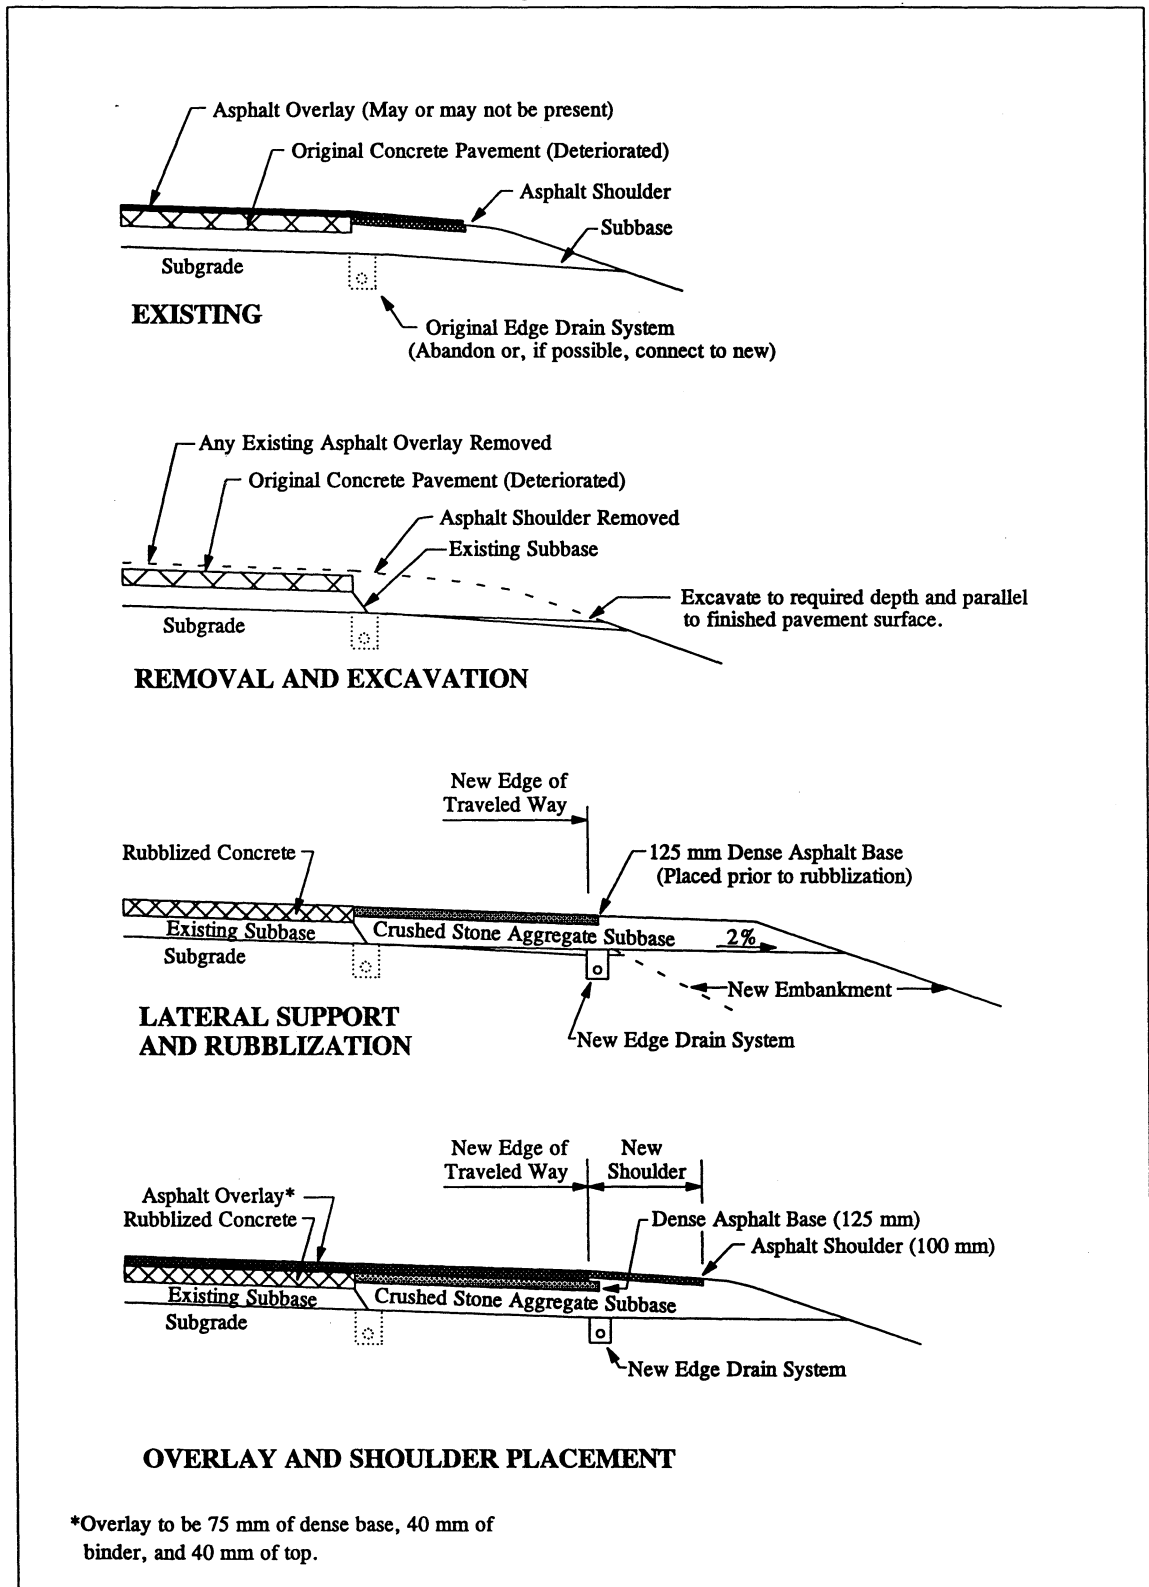 Asphalt Overlay (May or may not be present)
Original Concrete Pavement (Deteriorated)
Asphalt Shoulder
Subbase
Subgrade
EXISTING
Original Edge Drain System
(Abandon or, if possible, connect to new)
Any Existing Asphalt Overlay Removed
Original Concrete Pavement (Deteriorated)
Asphalt Shoulder Removed
Existing Subbase
Excavate to required depth and parallel
to finished pavement surface.
Subgrade
REMOVAL AND EXCAVATION
New Edge of
Traveled Way
Rubblized Concrete
125 mm Dense Asphalt Base
(Placed prior to rubblization)
Existing Subbase
Crushed Stone Aggregate Subbase
2%
Subgrade
New Embankment
LATERAL SUPPORT
AND RUBBLIZATION
New Edge Drain System
New Edge of
Traveled Way
New
Shoulder
Asphalt Overlay*
Rubblized Concrete
Dense Asphalt Base (125 mm)
Asphalt Shoulder (100 mm)
Existing Subbase
Crushed Stone Aggregate Subbase
Subgrade
New Edge Drain System
OVERLAY AND SHOULDER PLACEMENT
*Overlay to be 75 mm of dense base, 40 mm of
binder, and 40 mm of top.